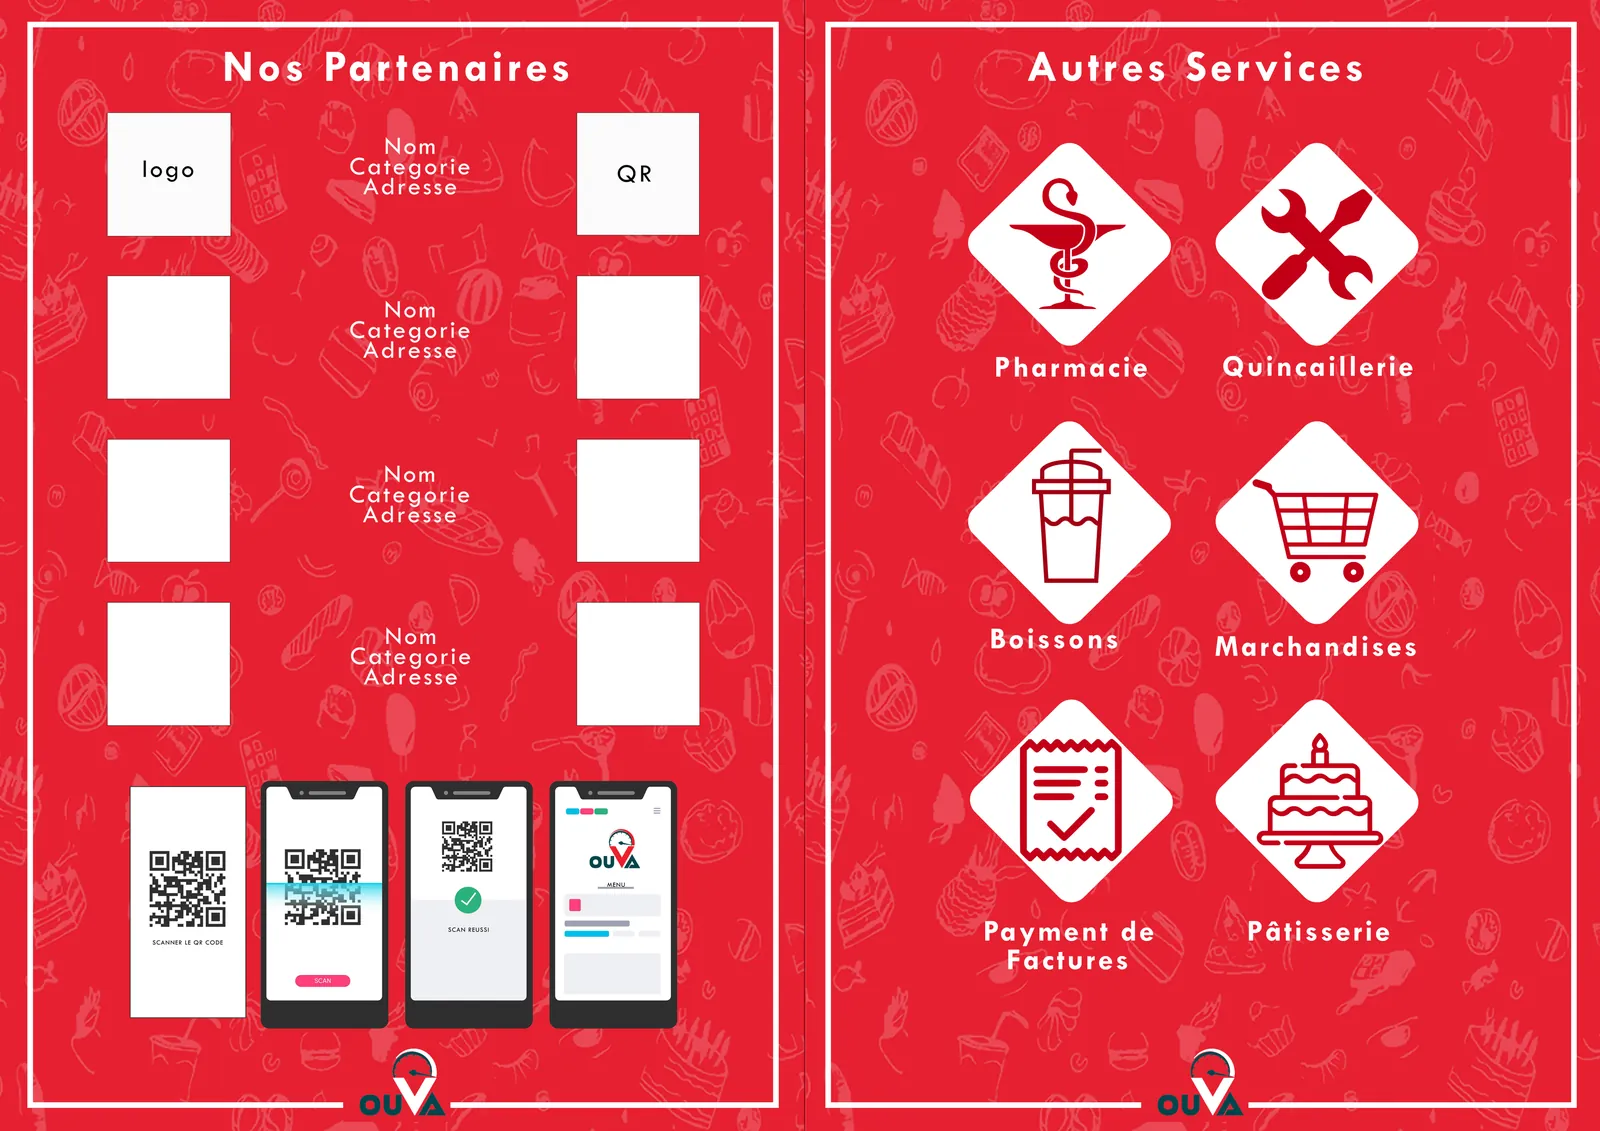 Nos Partenaires
logo
Nom
Categorie
Adresse
QR
Nom
Categorie
Adresse
Nom
Categorie
Adresse
Nom
Categorie
Adresse
SCANNER LE QR CODE
SCAN
SCAN REUSSI
OUVA
MENU
OUVA
Autres Services
Pharmacie
Quincaillerie
Boissons
Marchandises
Payment de
Factures
Pâtisserie
OUVA